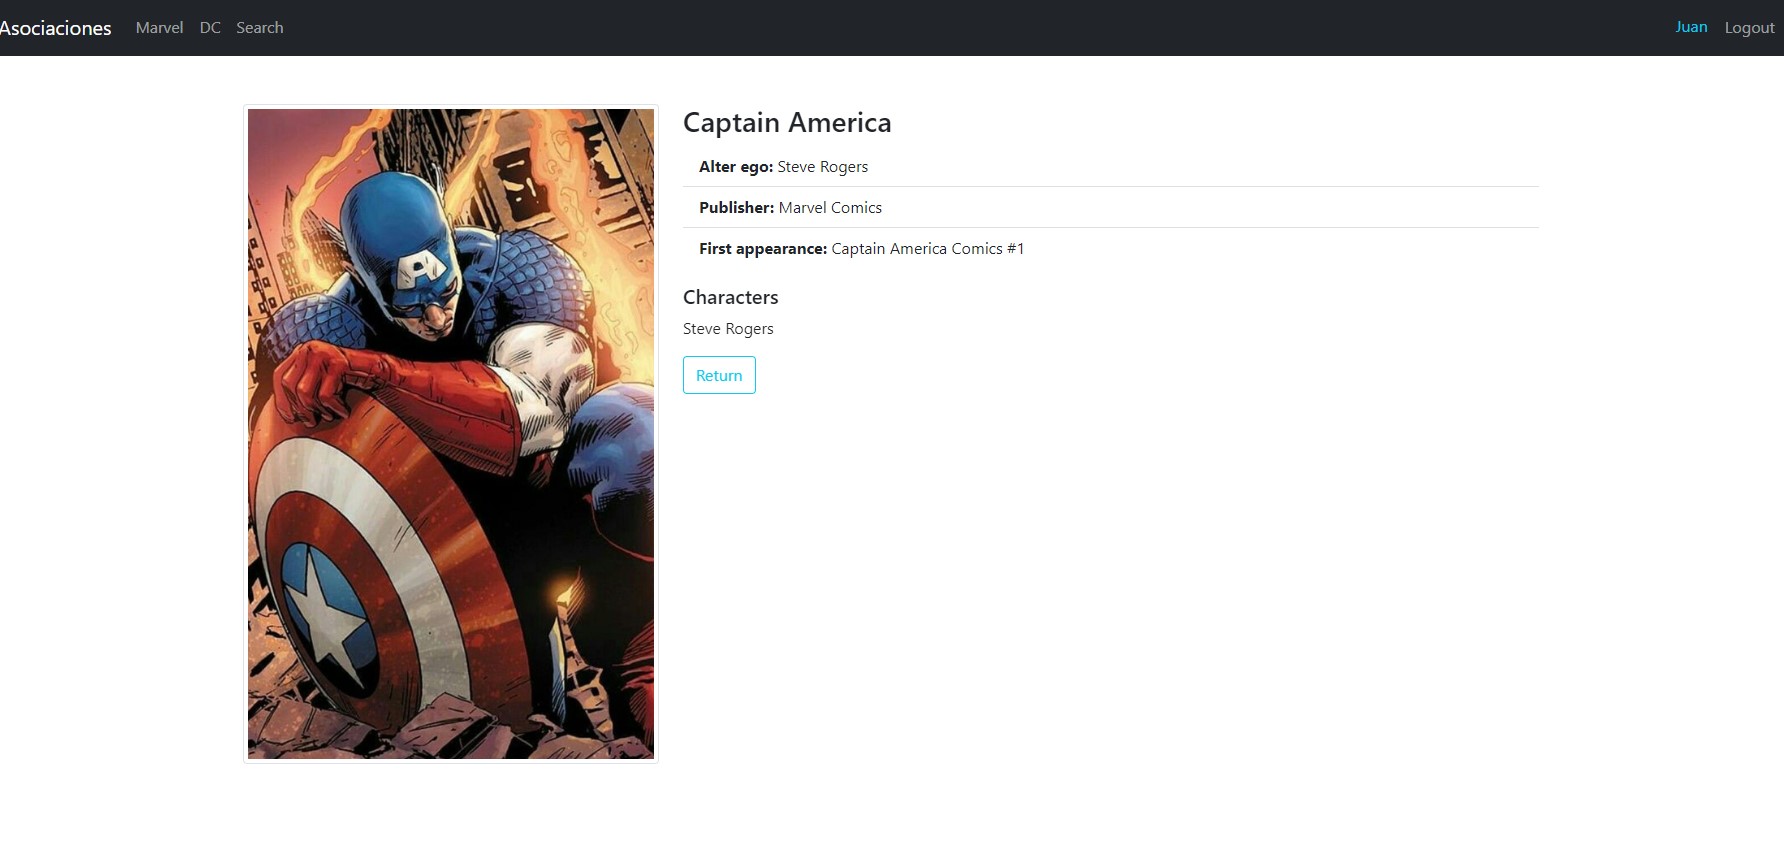 Asociaciones Marvel DC Search Juan Logout
Captain America
Alter ego: Steve Rogers
Publisher: Marvel Comics
First appearance: Captain America Comics #1
Characters
Steve Rogers
Return
A